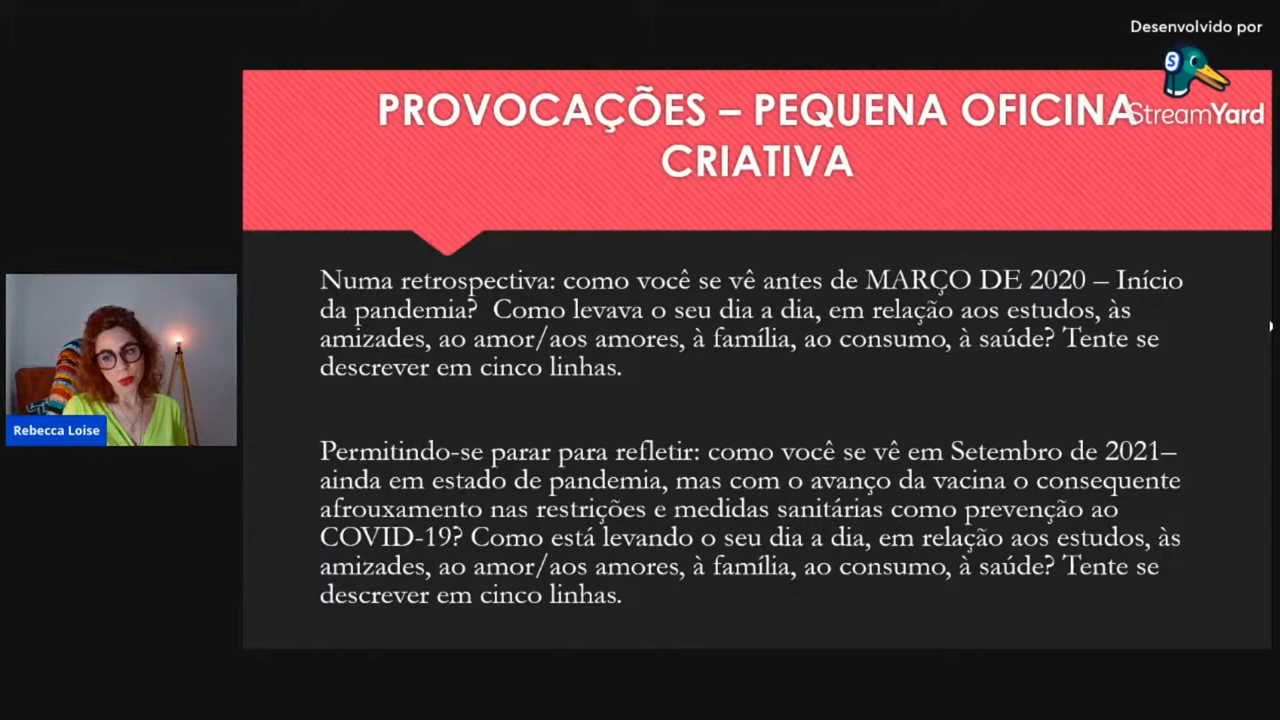 Desenvolvido por
StreamYard
PROVOCAÇÕES – PEQUENA OFICINA
CRIATIVA
Numa retrospectiva: como você se vê antes de MARÇO DE 2020 – Início
da pandemia?  Como levava o seu dia a dia, em relação aos estudos, às
amizades, ao amor/aos amores, à família, ao consumo, à saúde? Tente se
descrever em cinco linhas.
Rebecca Loise
Permitindo-se parar para refletir: como você se vê em Setembro de 2021–
ainda em estado de pandemia, mas com o avanço da vacina o consequente
afrouxamento nas restrições e medidas sanitárias como prevenção ao
COVID-19? Como está levando o seu dia a dia, em relação aos estudos, às
amizades, ao amor/aos amores, à família, ao consumo, à saúde? Tente se
descrever em cinco linhas.